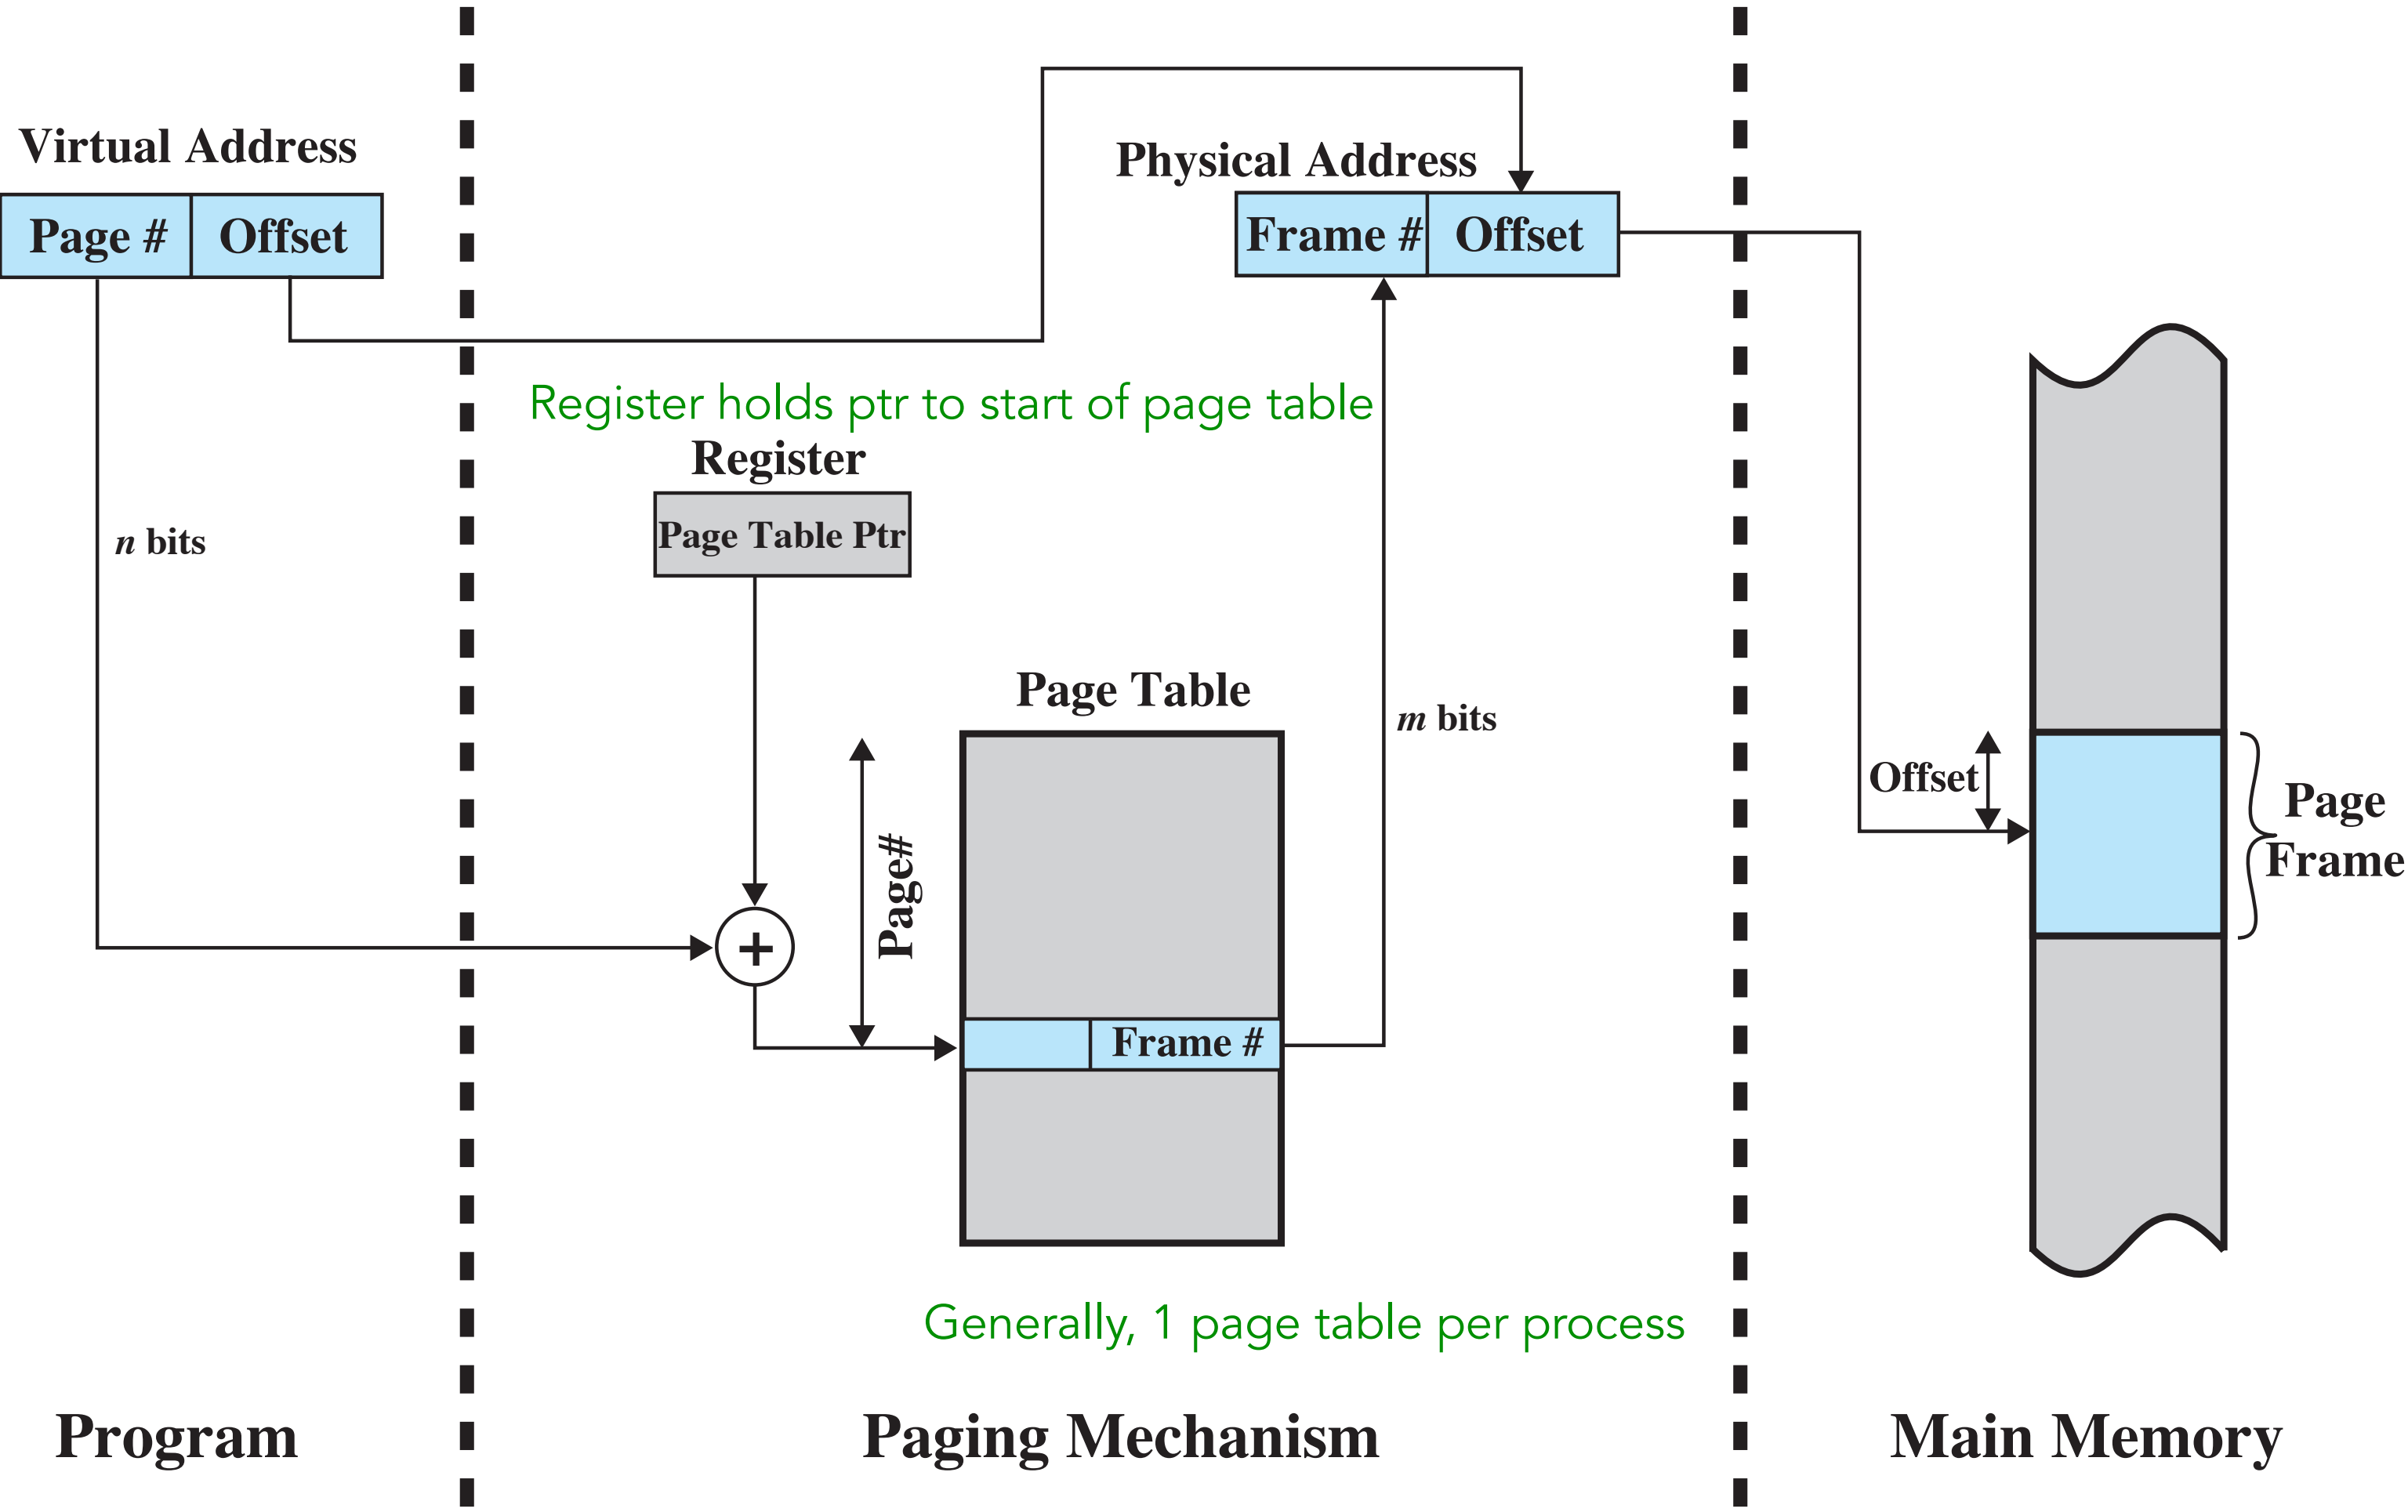 Virtual Address
Page #
Offset
Physical Address
Frame #
Offset
Register holds ptr to start of page table
Register
Page Table Ptr
n bits
Page Table
m bits
Page#
+
Frame #
Offset
Page
Frame
Generally, 1 page table per process
Program
Paging Mechanism
Main Memory